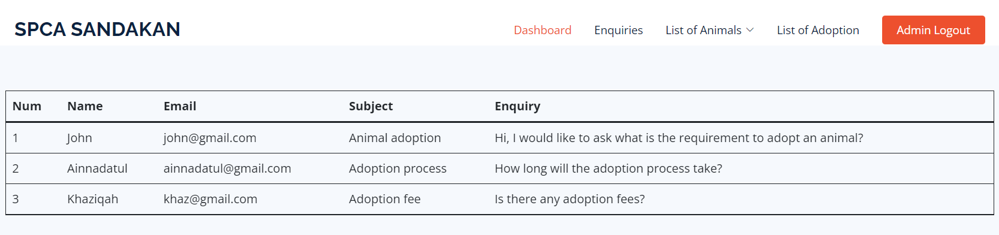 SPCA SANDAKAN Dashboard Enquiries List of Animals List of Adoption Admin Logout
Num Name Email Subject Enquiry
1 John john@gmail.com Animal adoption Hi, I would like to ask what is the requirement to adopt an animal?
2 Ainnadatul ainnadatul@gmail.com Adoption process How long will the adoption process take?
3 Khaziqah khaz@gmail.com Adoption fee Is there any adoption fees?